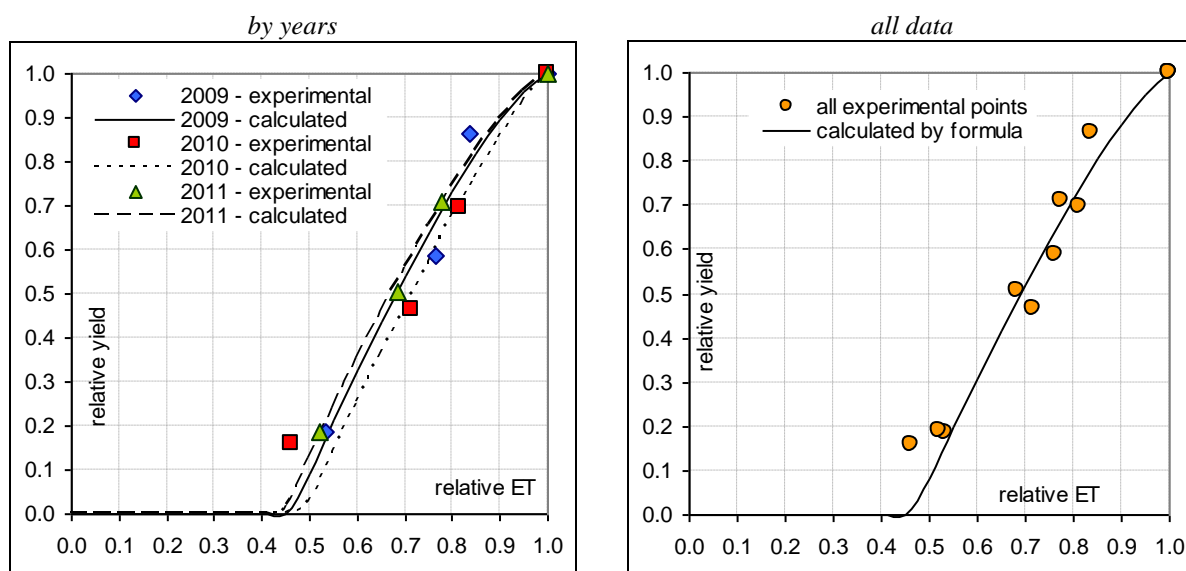 by years
1.0
0.9
0.8
0.7
0.6
0.5
0.4
0.3
0.2
0.1
0.0
2009 - experimental
2009 - calculated
2010 - experimental
2010 - calculated
2011 - experimental
2011 - calculated
relative yield
relative ET
0.0 0.1 0.2 0.3 0.4 0.5 0.6 0.7 0.8 0.9 1.0
all data
1.0
0.9
0.8
0.7
0.6
0.5
0.4
0.3
0.2
0.1
0.0
all experimental points
calculated by formula
relative yield
relative ET
0.0 0.1 0.2 0.3 0.4 0.5 0.6 0.7 0.8 0.9 1.0